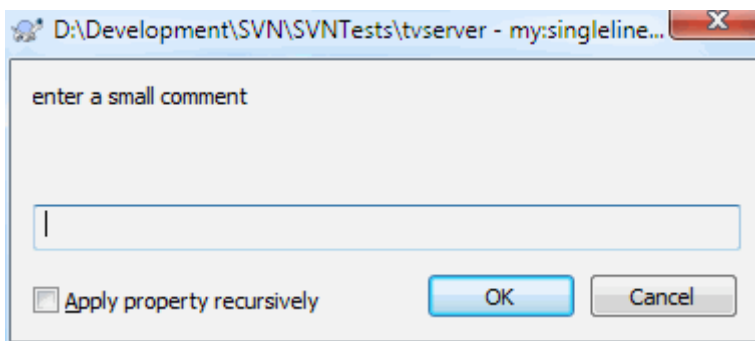 D:\Development\SVN\SVNTests\tvserver - my:singleline...
enter a small comment
Apply property recursively
OK
Cancel